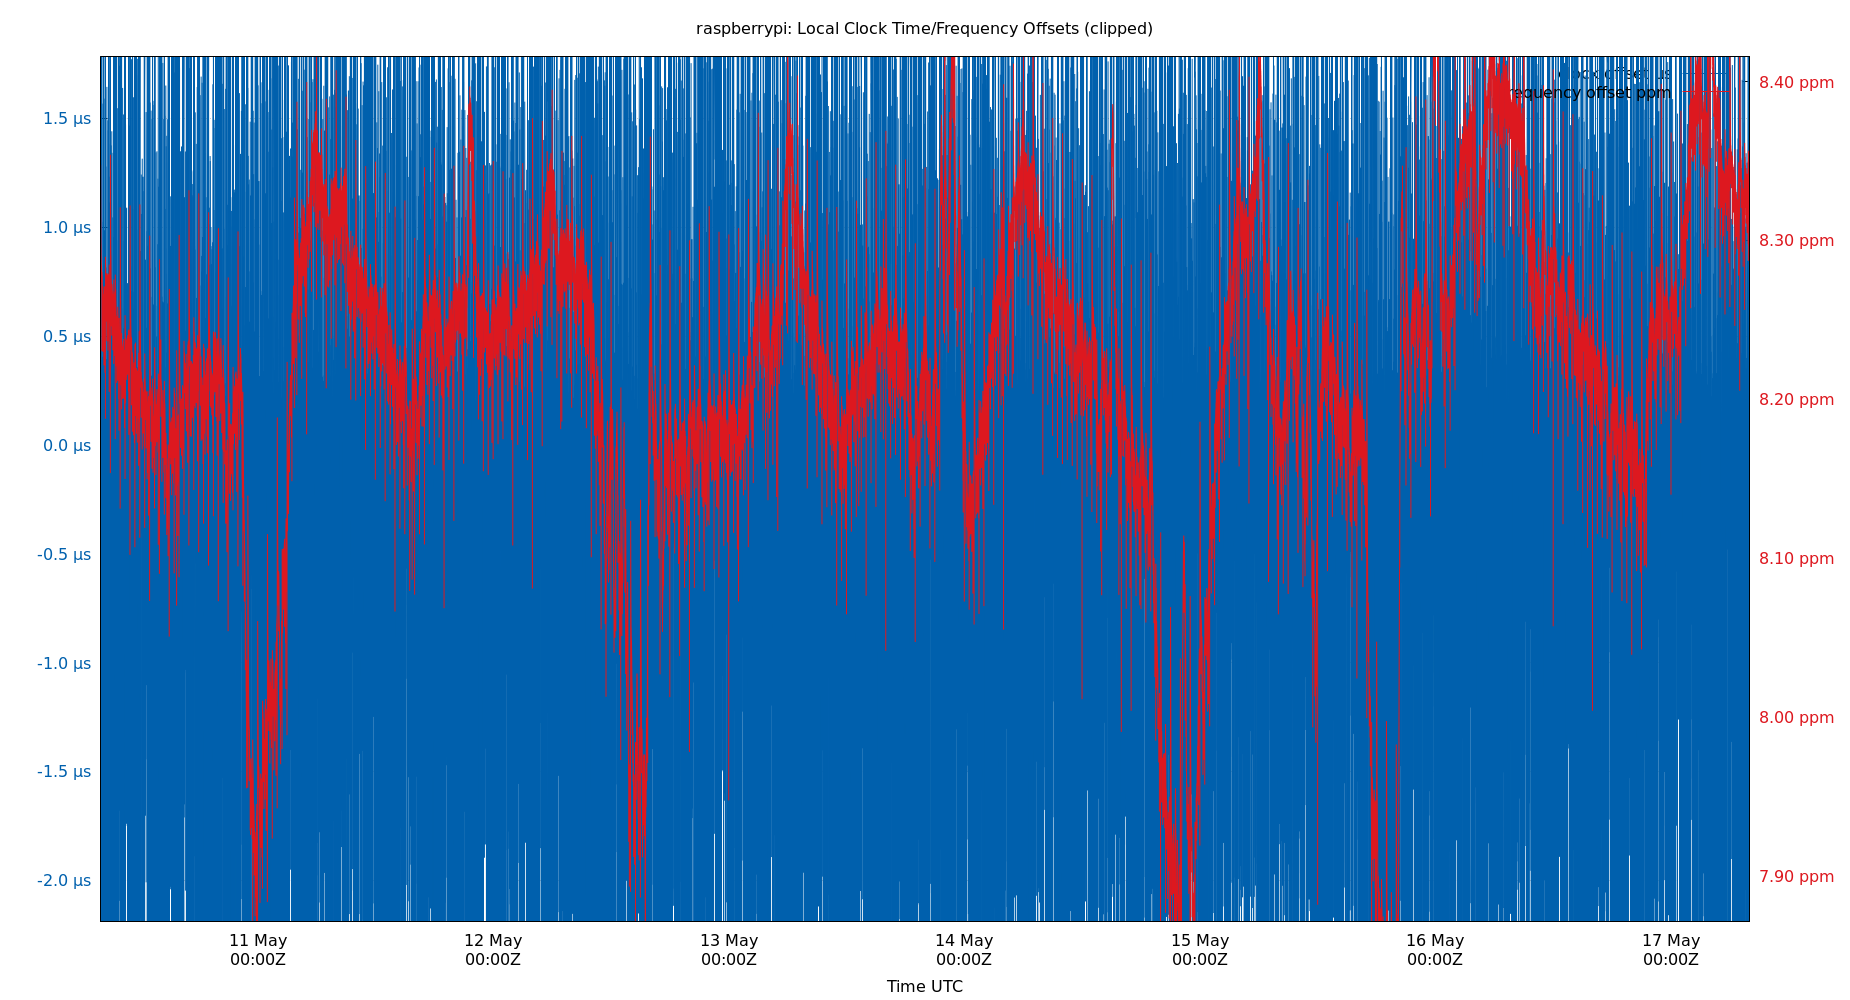 raspberrypi: Local Clock Time/Frequency Offsets (clipped)
1.5 µs
1.0 µs
0.5 µs
0.0 µs
-0.5 µs
-1.0 µs
-1.5 µs
-2.0 µs
8.40 ppm
8.30 ppm
8.20 ppm
8.10 ppm
8.00 ppm
7.90 ppm
offset µs
offset ppm
11 May
00:00Z
12 May
00:00Z
13 May
00:00Z
14 May
00:00Z
15 May
00:00Z
16 May
00:00Z
17 May
00:00Z
Time UTC